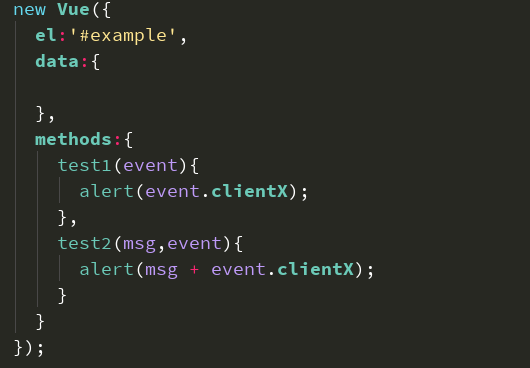 new Vue({
  el:'#example',
  data:{

  },
  methods:{
    test1(event){
      alert(event.clientX);
    },
    test2(msg,event){
      alert(msg + event.clientX);
    }
  }
});